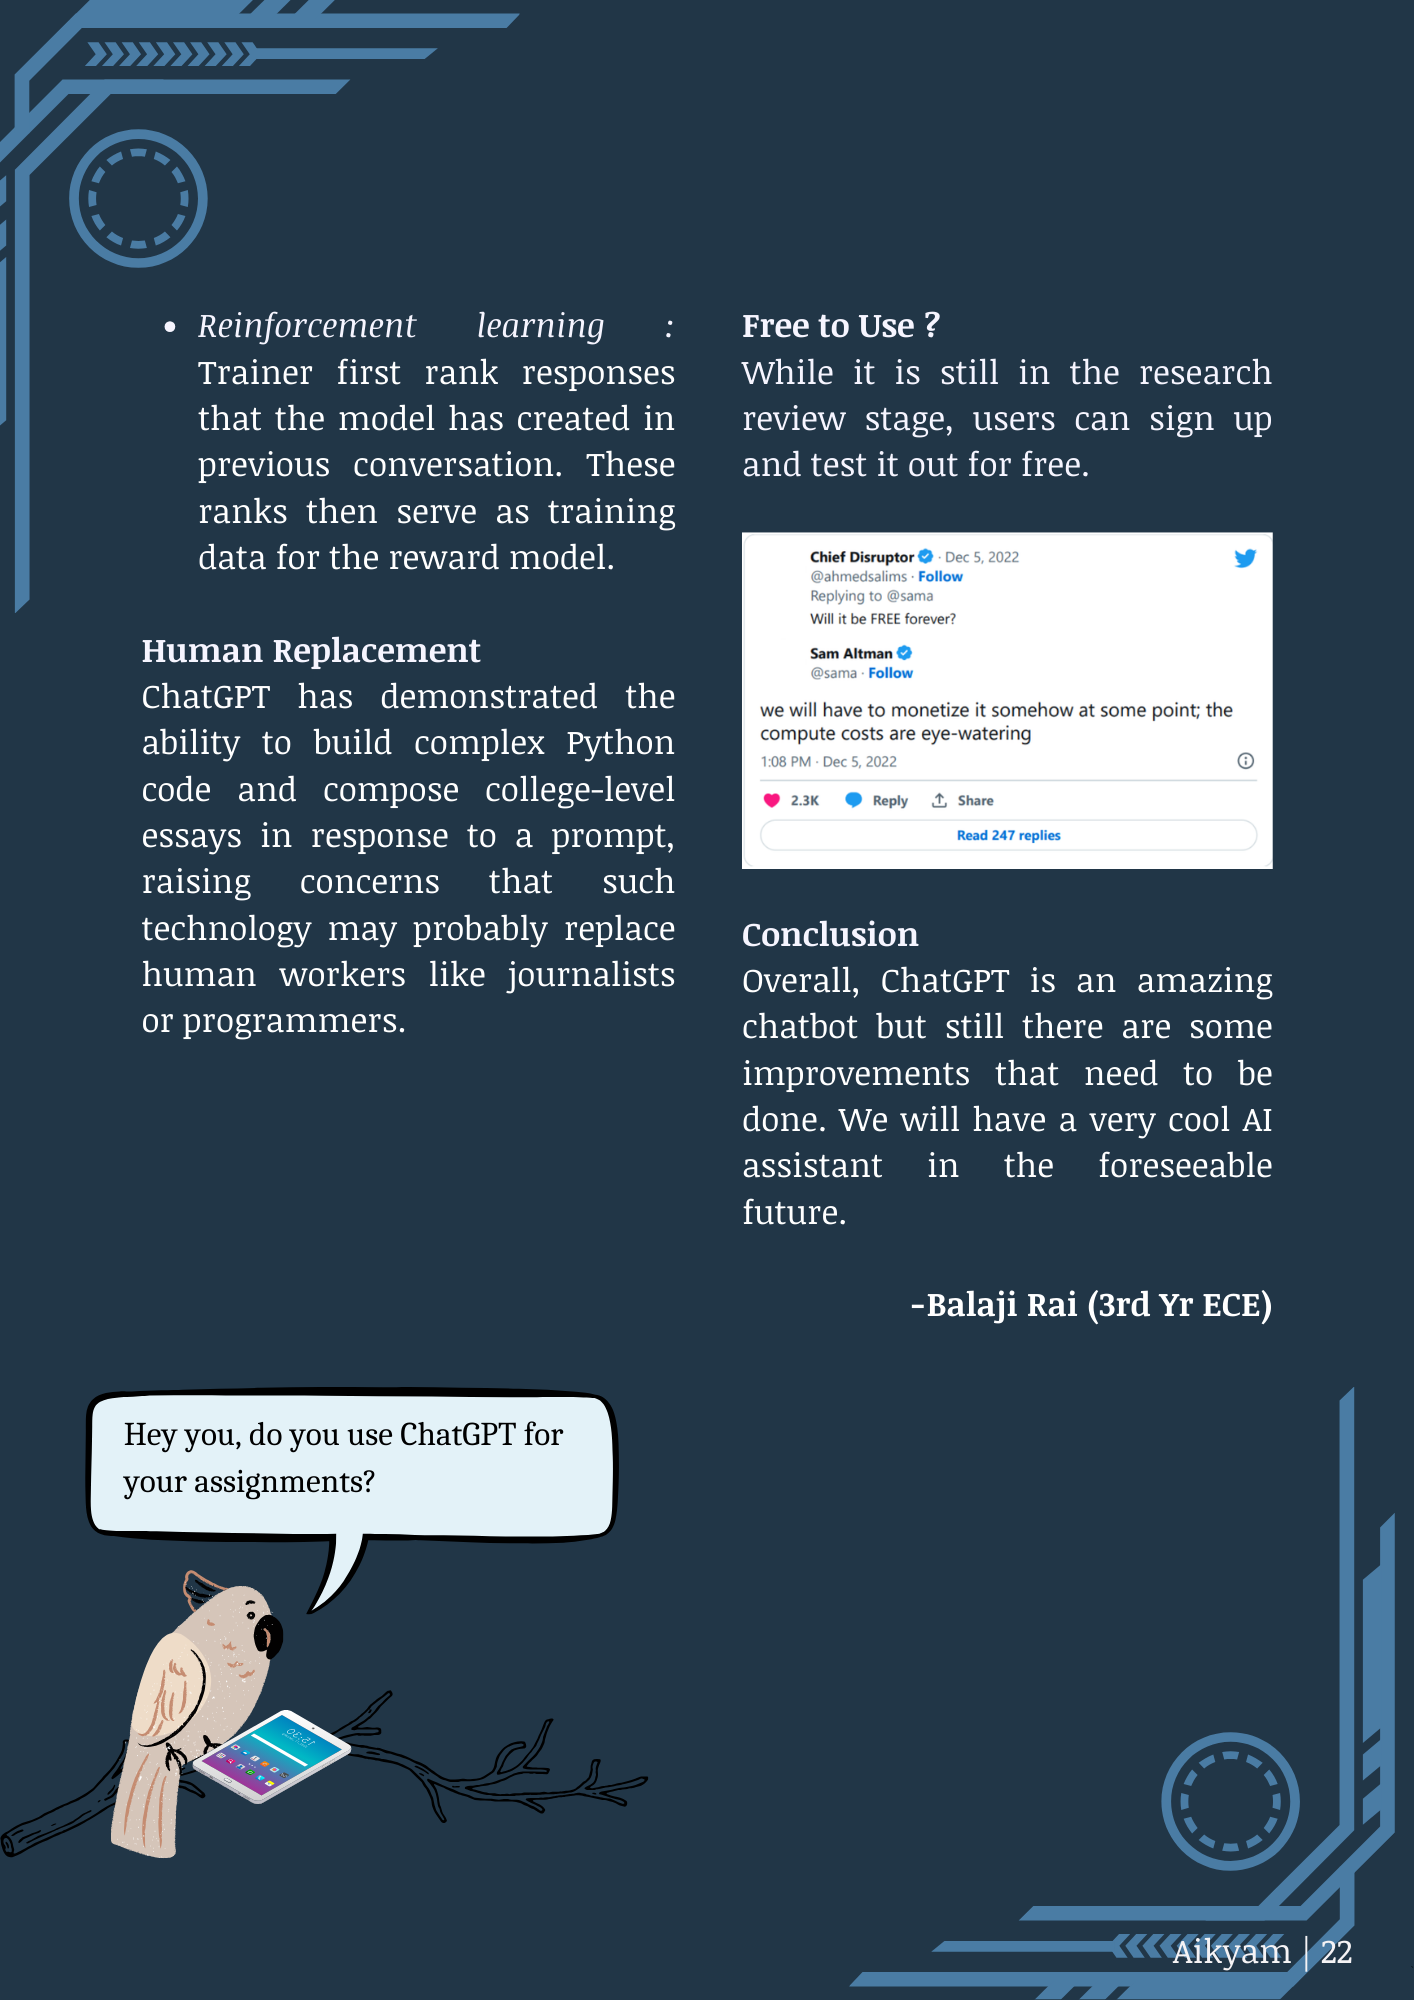 • Reinforcement learning :
Trainer first rank responses
that the model has created in
previous conversation. These
ranks then serve as training
data for the reward model.
Human Replacement
ChatGPT has demonstrated the
ability to build complex Python
code and compose college-level
essays in response to a prompt,
raising concerns that such
technology may probably replace
human workers like journalists
or programmers.
Free to Use ?
While it is still in the research
review stage, users can sign up
and test it out for free.
Chief Disruptor · Dec 5, 2022
@ahmedsalims · Follow
Replying to @sama
Will it be FREE forever?
Sam Altman
@sama · Follow
we will have to monetize it somehow at some point; the
compute costs are eye-watering
1:08 PM · Dec 5, 2022
2.3K Reply Share
Read 247 replies
Conclusion
Overall, ChatGPT is an amazing
chatbot but still there are some
improvements that need to be
done. We will have a very cool AI
assistant in the foreseeable
future.
-Balaji Rai (3rd Yr ECE)
Hey you, do you use ChatGPT for
your assignments?
Aikyam | 22